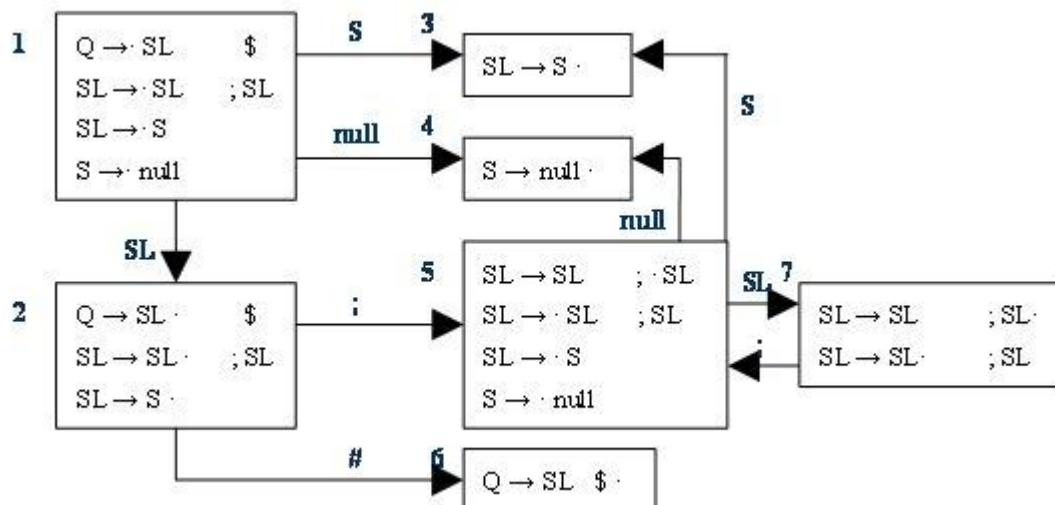 1
Q → · SL $
SL → · SL ; SL
SL → · S
S → · null
S
3
SL → S ·
null
4
S → null ·
S
null
SL
2
Q → SL · $
SL → SL · ; SL
SL → S ·
;
5
SL → SL ; · SL
SL → · SL ; SL
SL → · S
S → · null
SL
7
SL → SL ; SL ·
SL → SL · ; SL
;
#
6
Q → SL $ ·